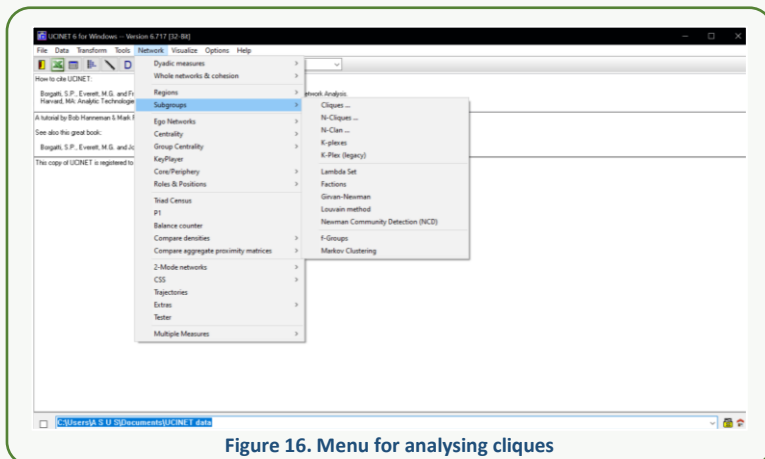 UCINET 6 for Windows -- Version 6.717 [32-Bit]
File Data Transform Tools Network Visualize Options Help
D
How to cite UCINET:
Borgatti, S.P., Everett, M.G. and Fr
etwork Analysis.
Harvard, MA: Analytic Technologie
A tutorial by Bob Hanneman & Mark R
See also this great book:
Borgatti, S.P., Everett, M.G. and Jo
This copy of UCINET is registered to
Dyadic measures
Whole networks & cohesion
Regions
Subgroups
Ego Networks
Centrality
Group Centrality
KeyPlayer
Core/Periphery
Roles & Positions
Triad Census
P1
Balance counter
Compare densities
Compare aggregate proximity matrices
2-Mode networks
CSS
Trajectories
Extras
Tester
Multiple Measures
Cliques ...
N-Cliques ...
N-Clan ...
K-plexes
K-Plex (legacy)
Lambda Set
Factions
Girvan-Newman
Louvain method
Newman Community Detection (NCD)
f-Groups
Markov Clustering
C:\Users\A S U S\Documents\UCINET data
Figure 16. Menu for analysing cliques